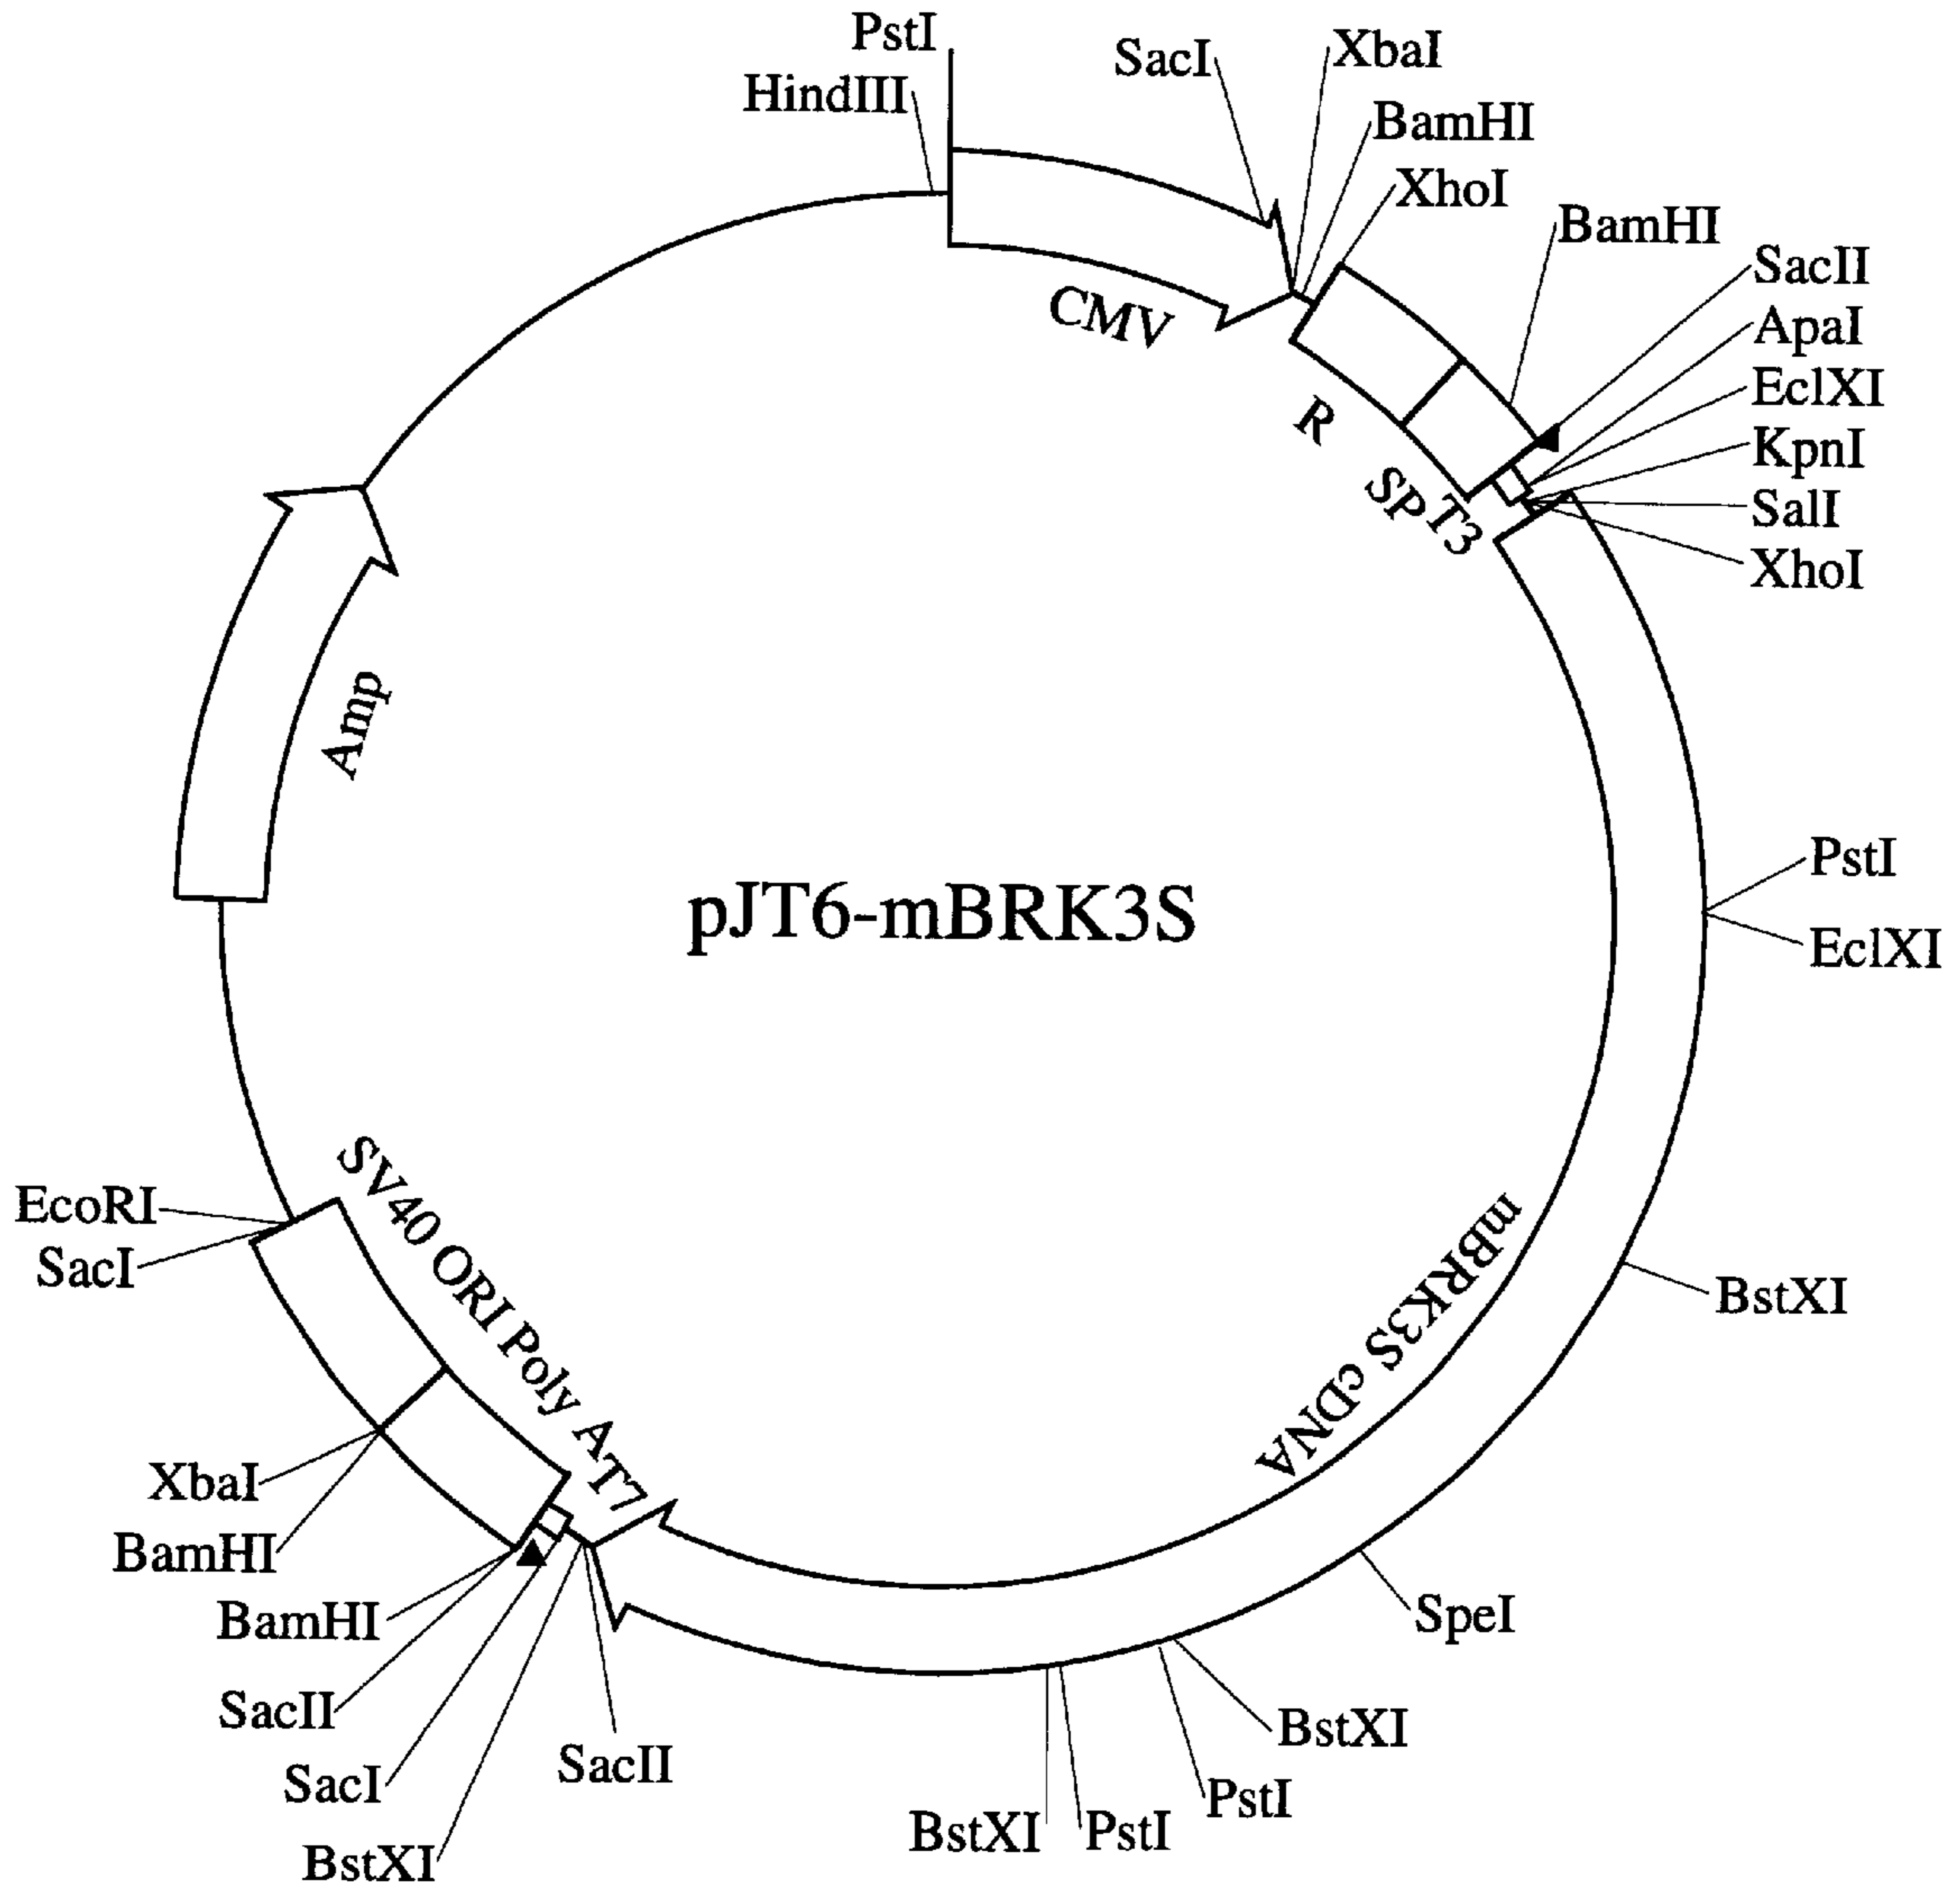 PstI
HindIII
SacI
XbaI
BamHI
XhoI
BamHI
SacII
ApaI
EclXI
KpnI
SalI
XhoI
CMV
R
SP T3
Amp
pJT6-mBRK3S
PstI
EclXI
BstXI
mBRK3S cDNA
SpeI
BstXI
PstI
PstI
BstXI
SacII
BstXI
SacI
SacII
BamHI
BamHI
XbaI
SacI
EcoRI
SV40 ORI Poly A T7